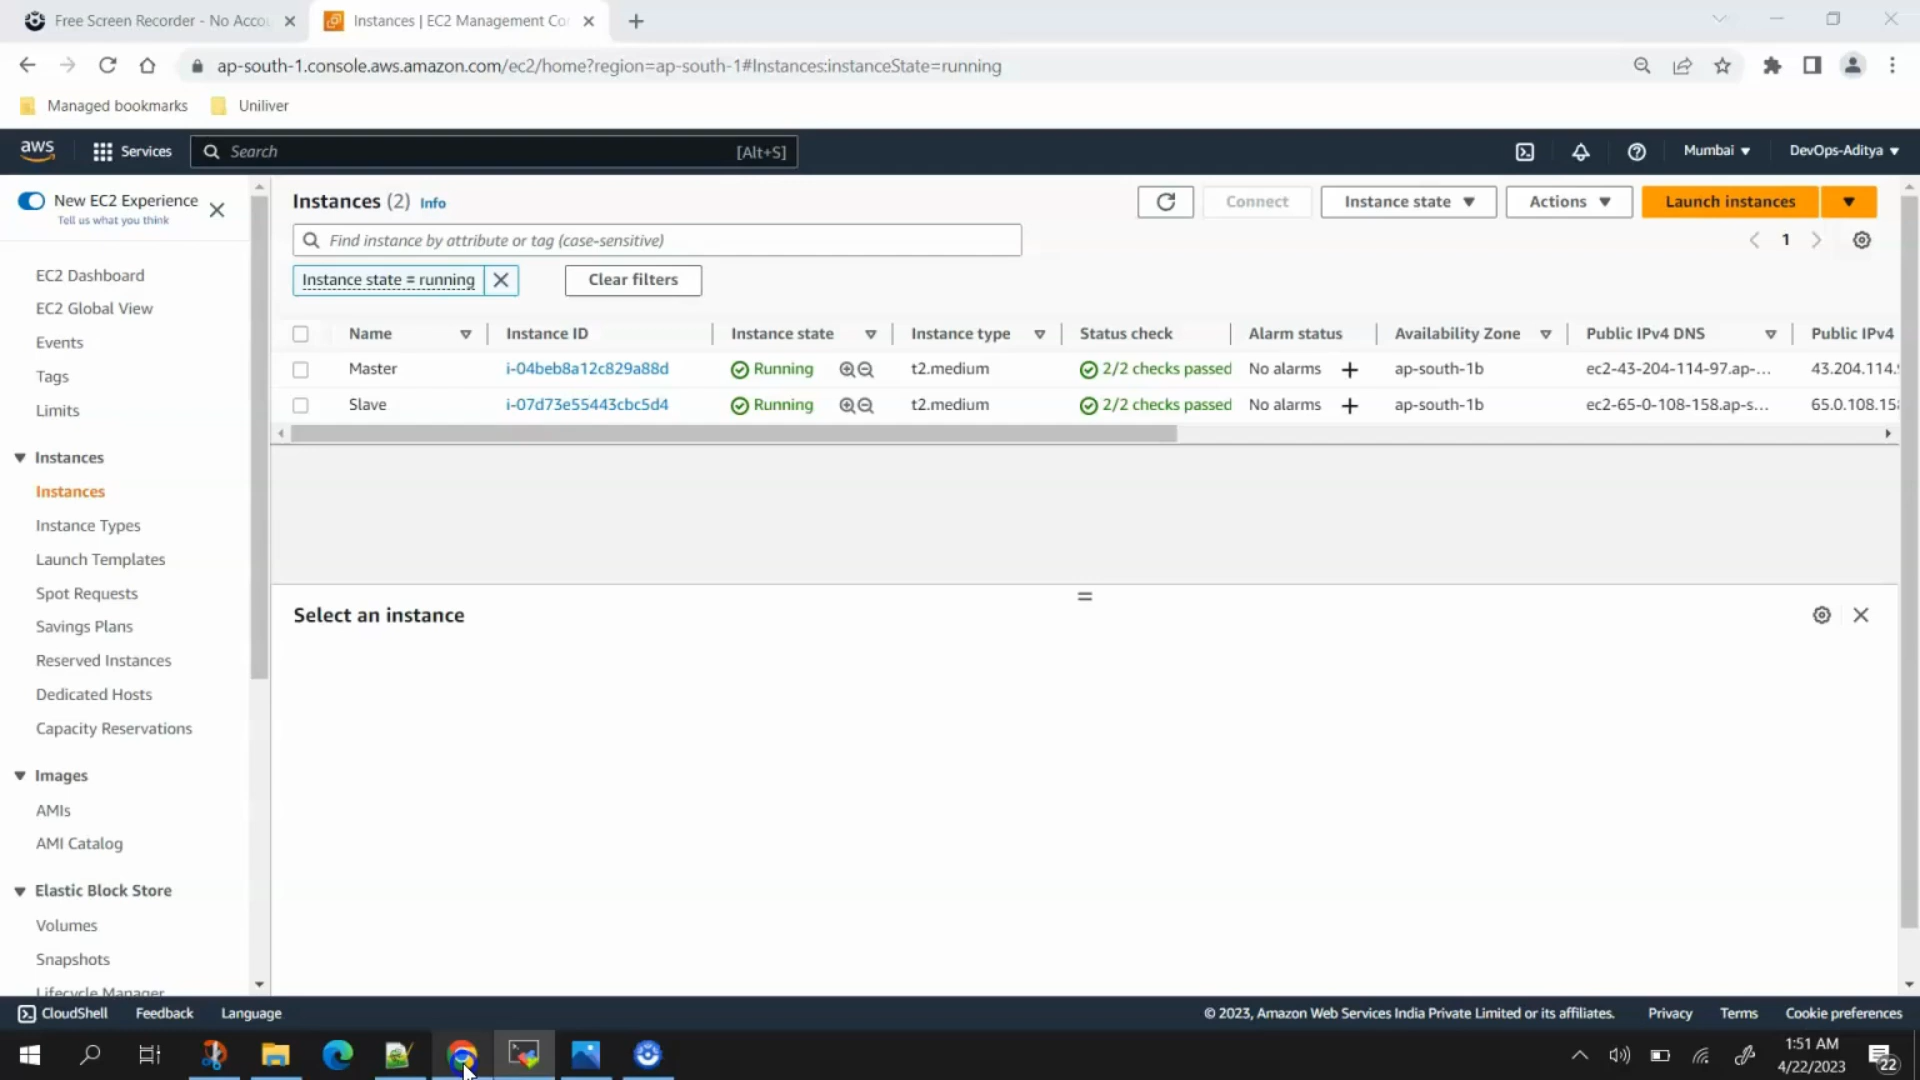 Free Screen Recorder - No Accou
Instances | EC2 Management Co
ap-south-1.console.aws.amazon.com/ec2/home?region=ap-south-1#Instances:instanceState=running
Managed bookmarks
Uniliver
aws
Services
Search
[Alt+S]
Mumbai
DevOps-Aditya
New EC2 Experience
Tell us what you think
EC2 Dashboard
EC2 Global View
Events
Tags
Limits
Instances
Instances
Instance Types
Launch Templates
Spot Requests
Savings Plans
Reserved Instances
Dedicated Hosts
Capacity Reservations
Images
AMIs
AMI Catalog
Elastic Block Store
Volumes
Snapshots
Lifecycle Manager
Instances (2) Info
Connect
Instance state
Actions
Launch instances
Find instance by attribute or tag (case-sensitive)
1
Instance state = running
Clear filters
Name Instance ID Instance state Instance type Status check Alarm status Availability Zone Public IPv4 DNS Public IPv4
Master i-04beb8a12c829a88d Running t2.medium 2/2 checks passed No alarms + ap-south-1b ec2-43-204-114-97.ap-... 43.204.114.
Slave i-07d73e55443cbc5d4 Running t2.medium 2/2 checks passed No alarms + ap-south-1b ec2-65-0-108-158.ap-s... 65.0.108.15
Select an instance
CloudShell
Feedback
Language
© 2023, Amazon Web Services India Private Limited or its affiliates.
Privacy
Terms
Cookie preferences
1:51 AM
4/22/2023
22